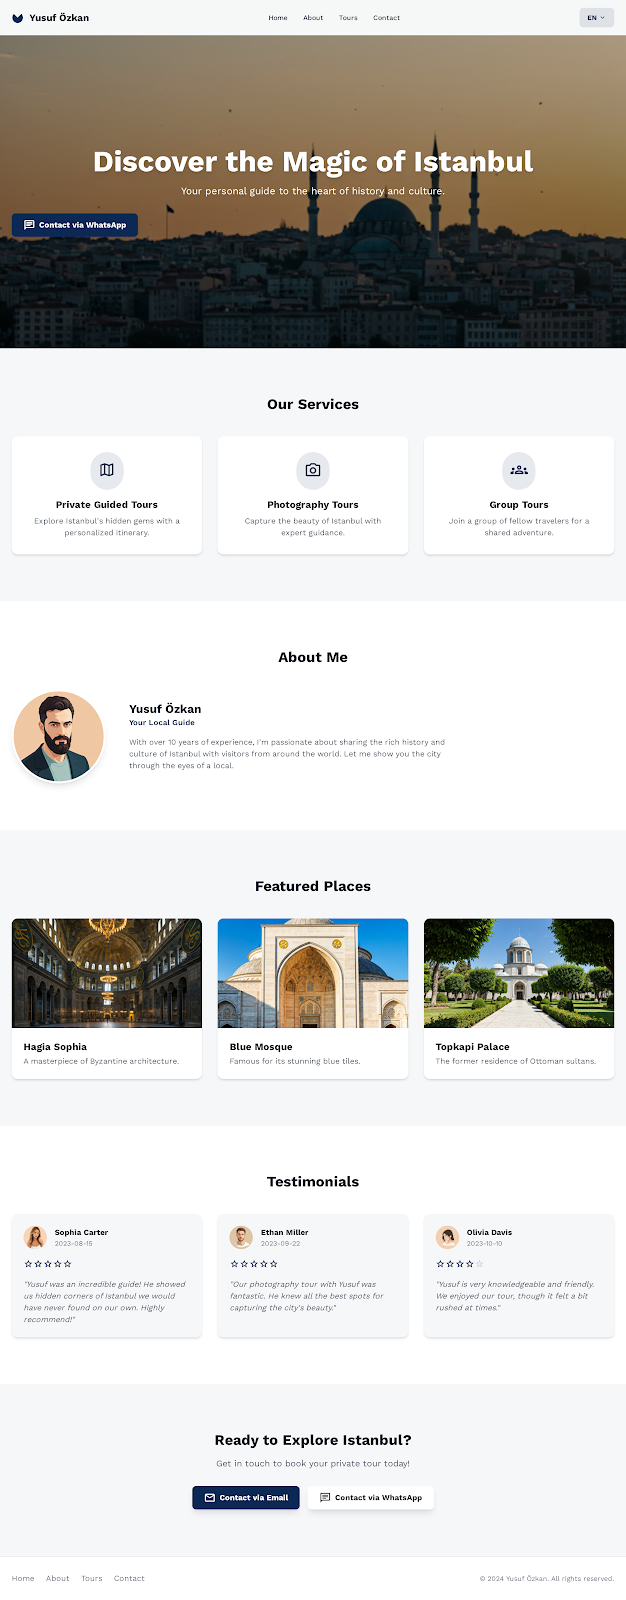 Yusuf Özkan
Home About Tours Contact
EN
Discover the Magic of Istanbul
Your personal guide to the heart of history and culture.
Contact via WhatsApp
Our Services
Private Guided Tours
Explore Istanbul's hidden gems with a
personalized itinerary.
Photography Tours
Capture the beauty of Istanbul with
expert guidance.
Group Tours
Join a group of fellow travelers for a
shared adventure.
About Me
Yusuf Özkan
Your Local Guide
With over 10 years of experience, I'm passionate about sharing the rich history and
culture of Istanbul with visitors from around the world. Let me show you the city
through the eyes of a local.
Featured Places
Hagia Sophia
A masterpiece of Byzantine architecture.
Blue Mosque
Famous for its stunning blue tiles.
Topkapi Palace
The former residence of Ottoman sultans.
Testimonials
Sophia Carter
2023-08-15
"Yusuf was an incredible guide! He showed
us hidden corners of Istanbul we would
have never found on our own. Highly
recommend!"
Ethan Miller
2023-09-22
"Our photography tour with Yusuf was
fantastic. He knew all the best spots for
capturing the city's beauty."
Olivia Davis
2023-10-10
"Yusuf is very knowledgeable and friendly.
We enjoyed our tour, though it felt a bit
rushed at times."
Ready to Explore Istanbul?
Get in touch to book your private tour today!
Contact via Email
Contact via WhatsApp
Home About Tours Contact
© 2024 Yusuf Özkan. All rights reserved.